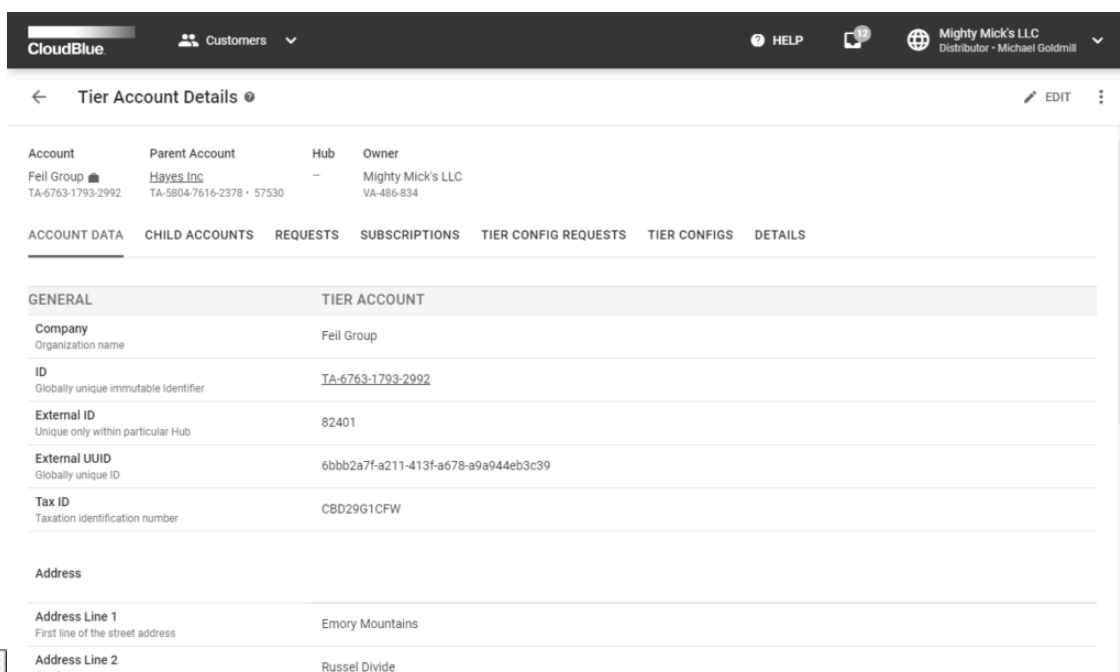 CloudBlue.
Customers
HELP
12
Mighty Mick's LLC
Distributor • Michael Goldmill
Tier Account Details
EDIT
Account Parent Account Hub Owner
Feil Group Hayes Inc – Mighty Mick's LLC
TA-6763-1793-2992 TA-5804-7616-2378 • 57530 VA-486-834
ACCOUNT DATA CHILD ACCOUNTS REQUESTS SUBSCRIPTIONS TIER CONFIG REQUESTS TIER CONFIGS DETAILS
GENERAL TIER ACCOUNT
Company
Organization name
Feil Group
ID
Globally unique immutable Identifier
TA-6763-1793-2992
External ID
Unique only within particular Hub
82401
External UUID
Globally unique ID
6bbb2a7f-a211-413f-a678-a9a944eb3c39
Tax ID
Taxation identification number
CBD29G1CFW
Address
Address Line 1
First line of the street address
Emory Mountains
Address Line 2
Russel Divide